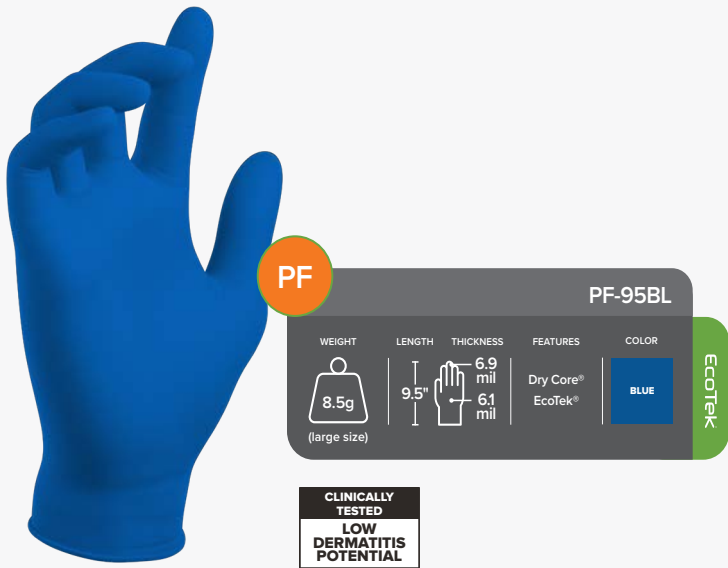 PF
PF-95BL
WEIGHT
LENGTH
THICKNESS
FEATURES
COLOR
8.5g
(large size)
9.5"
6.9
mil
6.1
mil
Dry Core®
EcoTek®
BLUE
EcoTek
CLINICALLY
TESTED
LOW
DERMATITIS
POTENTIAL